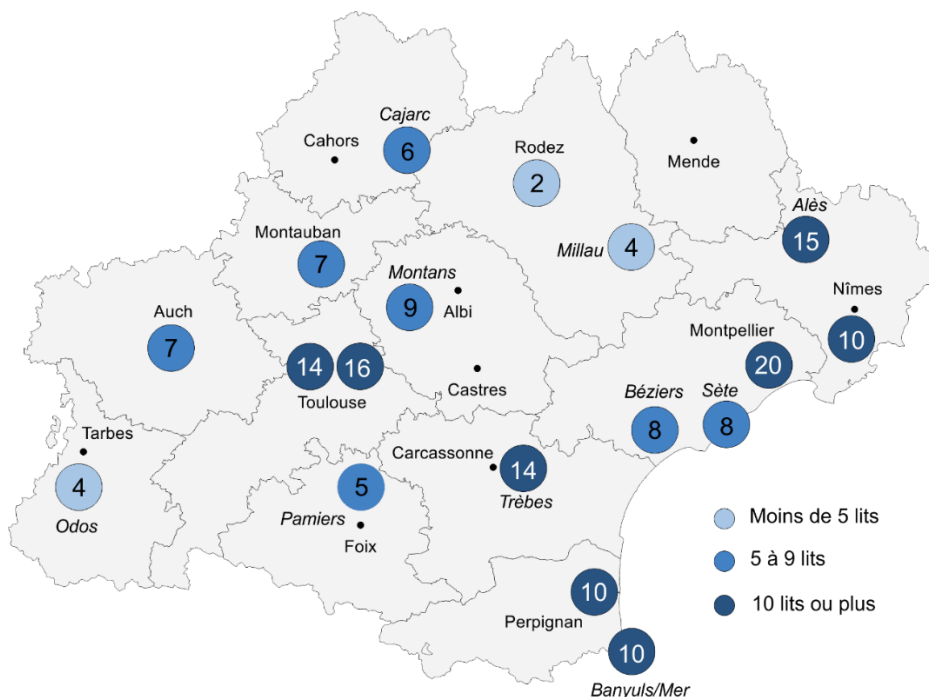 Cajarc
Cahors
6
Rodez
2
Mende
Alès
15
Montauban
7
Millau
4
Montans
9
Albi
Nîmes
10
Auch
7
Montpellier
20
14
16
Toulouse
Castres
Béziers
8
Sète
8
Tarbes
4
Odos
Carcassonne
14
Trèbes
5
Pamiers
Foix
Moins de 5 lits
5 à 9 lits
10 lits ou plus
10
Perpignan
10
Banyuls/Mer